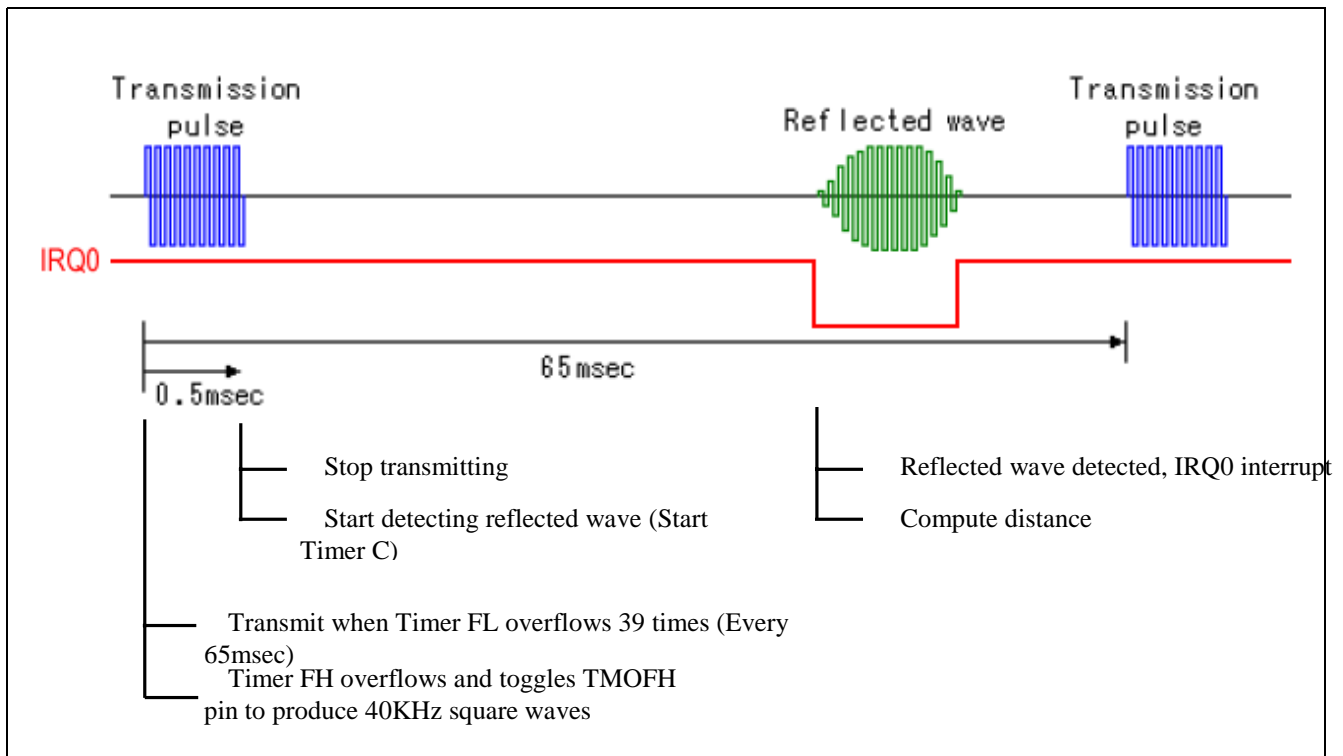 Transmission
pulse
Reflected wave
Transmission
pulse
IRQ0
65msec
0.5msec
Stop transmitting
Start detecting reflected wave (Start
Timer C)
Reflected wave detected, IRQ0 interrupt
Compute distance
Transmit when Timer FL overflows 39 times (Every
65msec)
Timer FH overflows and toggles TMOFH
pin to produce 40KHz square waves